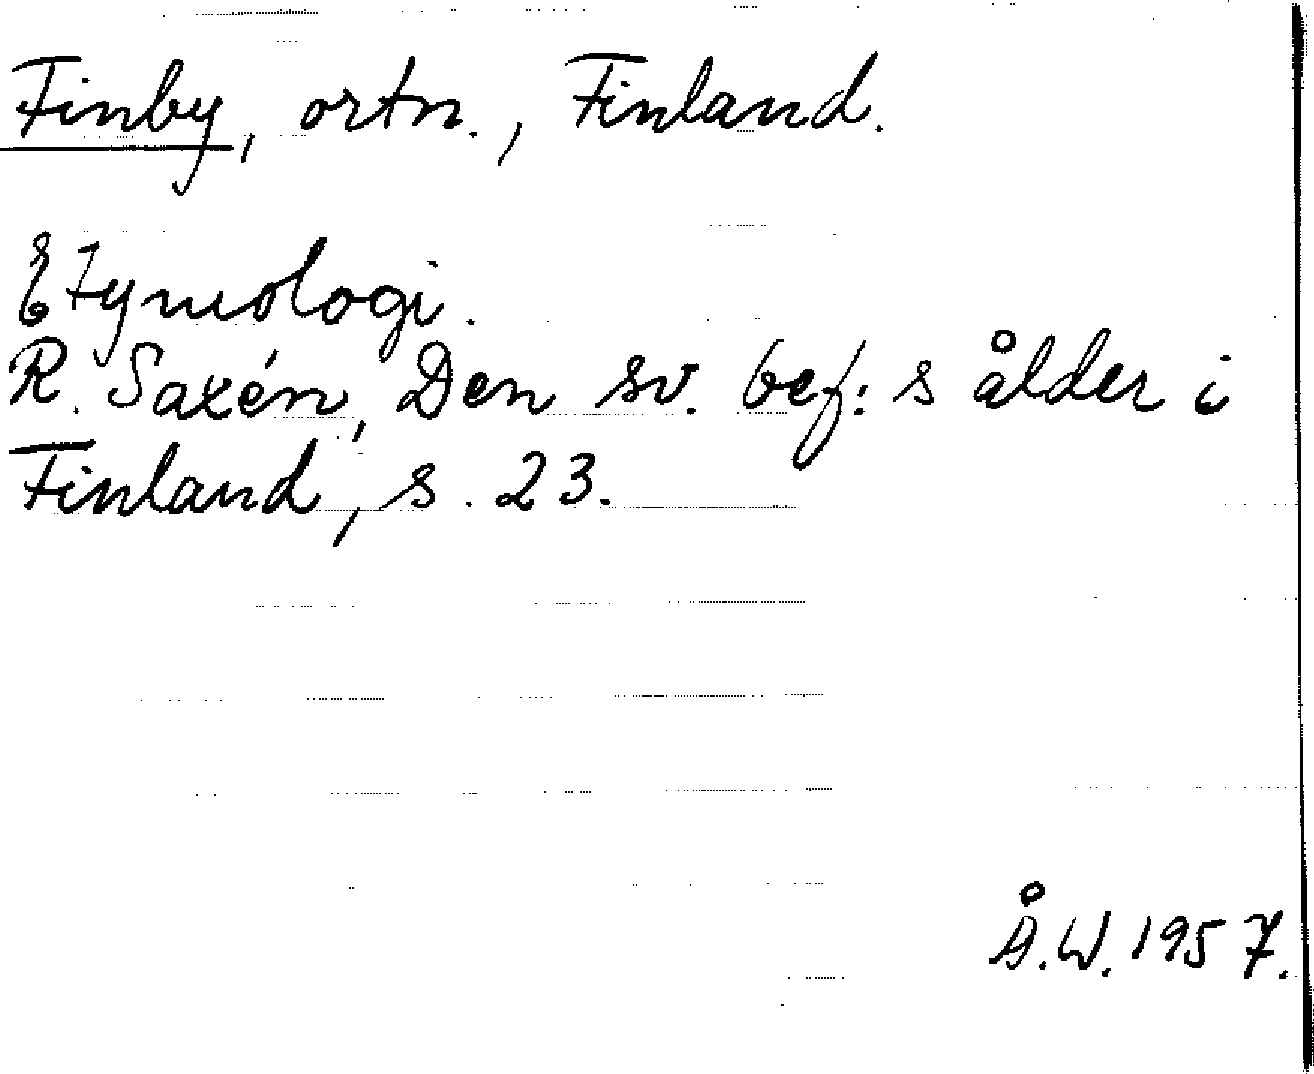 Finby, ortn., Finland.
Etymologi.
R. Saxén, Den sv. bef:s ålder i
Finland, s. 23.
Å.W. 1957.